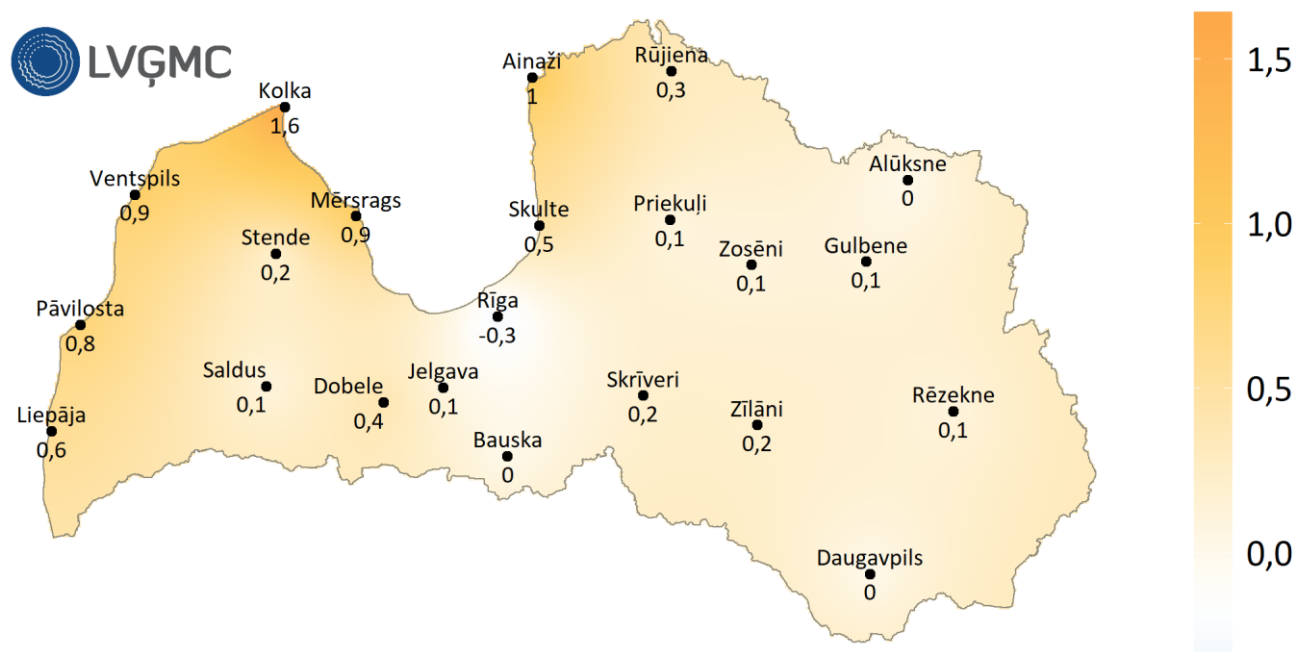 LVĢMC
Kolka
1,6
Ainaži
1
Rūjiena
0,3
Ventspils
0,9
Mērsrags
0,9
Stende
0,2
Skulte
0,5
Priekuļi
0,1
Zosēni
0,1
Alūksne
0
Gulbene
0,1
Pāvilosta
0,8
Rīga
-0,3
Saldus
0,1
Dobele
0,4
Jelgava
0,1
Liepāja
0,6
Bauska
0
Skrīveri
0,2
Zīlāni
0,2
Rēzekne
0,1
Daugavpils
0
1,5
1,0
0,5
0,0